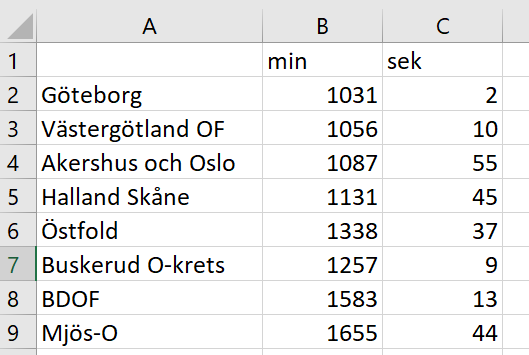 A B C
1 min sek
2 Göteborg 1031 2
3 Västergötland OF 1056 10
4 Akershus och Oslo 1087 55
5 Halland Skåne 1131 45
6 Östfold 1338 37
7 Buskerud O-krets 1257 9
8 BDOF 1583 13
9 Mjös-O 1655 44